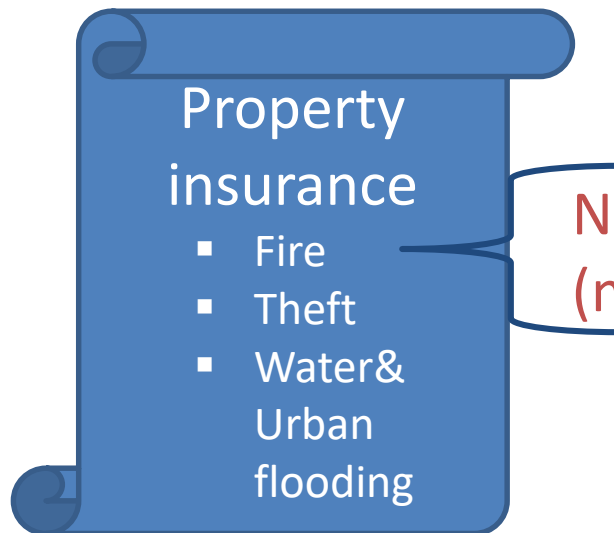 Property
insurance
▪ Fire
▪ Theft
▪ Water&
Urban
flooding